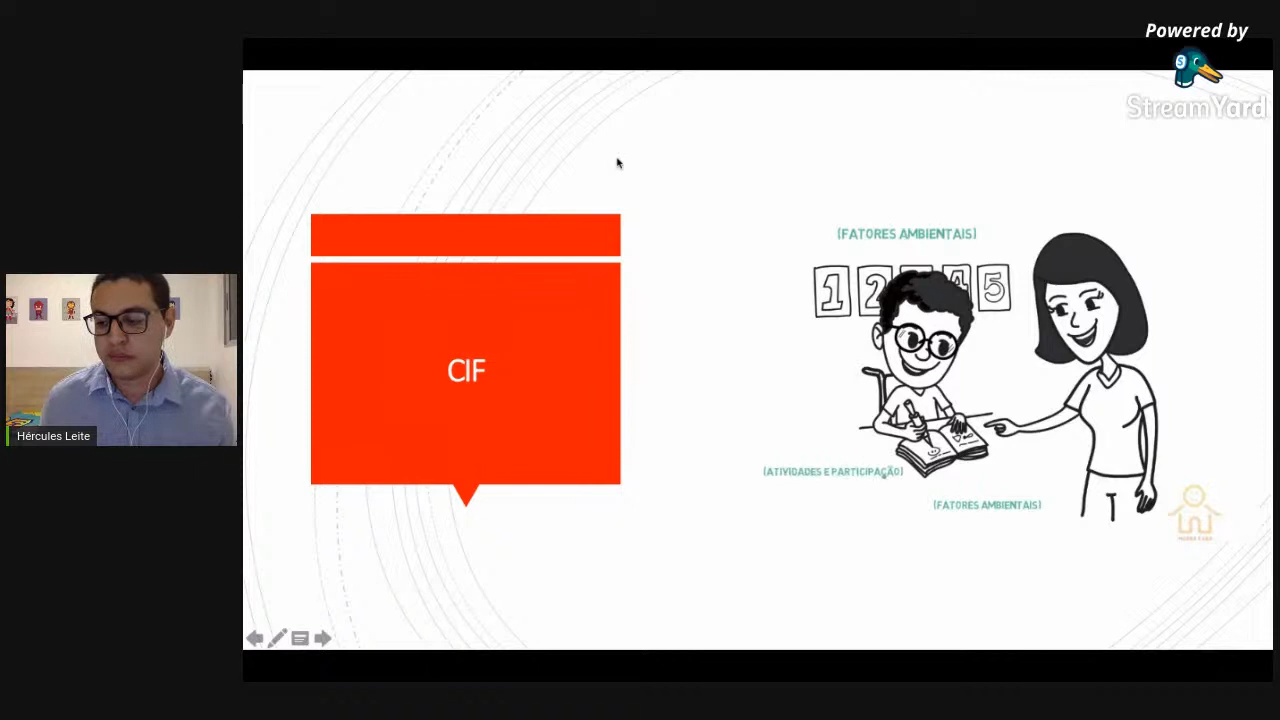 Powered by
StreamYard
(FATORES AMBIENTAIS)
1 2 4 5
CIF
Hércules Leite
(ATIVIDADES E PARTICIPAÇÃO)
(FATORES AMBIENTAIS)